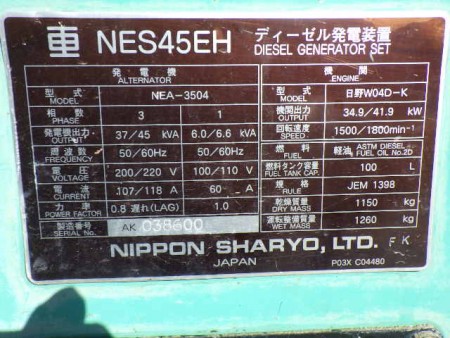 車 NES45EH ディーゼル発電装置
DIESEL GENERATOR SET
発電機
ALTERNATOR
型式
MODEL NEA-3504
相数
PHASE 3 1
発電機出力
OUTPUT 37/45 kVA 6.0/6.6 kVA
周波数
FREQUENCY 50/60Hz 50/60Hz
電圧
VOLTAGE 200/220 V 100/110 V
電流
CURRENT 107/118 A 60 A
力率
POWER FACTOR 0.8 遅れ(LAG) 1.0
製造番号
SERIAL No. AK 038600
機関
ENGINE
型式
MODEL 日野W04D-K
機関出力
OUTPUT 34.9/41.9 kW
回転速度
SPEED 1500/1800min⁻¹
燃料
FUEL 軽油, ASTM DIESEL FUEL OIL No.2D
燃料タンク容量
FUEL TANK CAP. 100 L
規格
RULE JEM 1398
乾燥質量
DRY MASS 1150 kg
運転整備質量
WET MASS 1260 kg
NIPPON SHARYO, LTD. FK
JAPAN P03X C04480